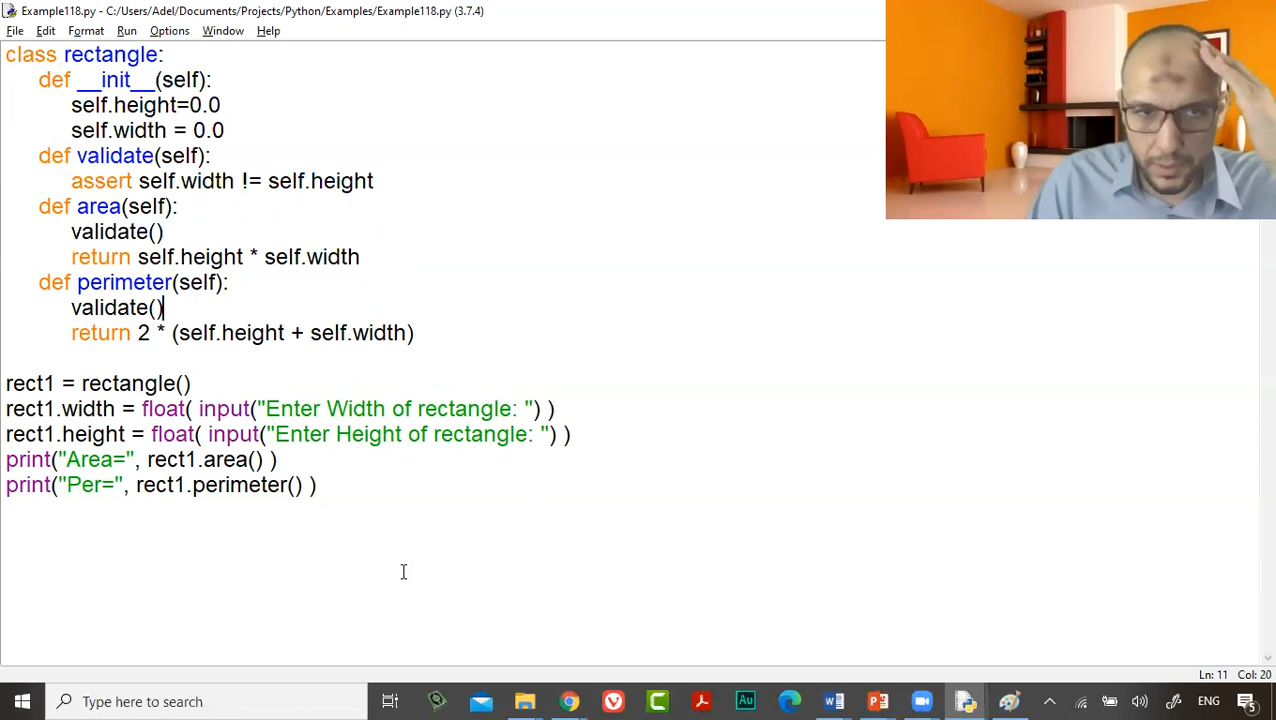 Example118.py - C:/Users/Adel/Documents/Projects/Python/Examples/Example118.py (3.7.4)
File Edit Format Run Options Window Help
class rectangle:
def __init__(self):
self.height=0.0
self.width = 0.0
def validate(self):
assert self.width != self.height
def area(self):
validate()
return self.height * self.width
def perimeter(self):
validate()
return 2 * (self.height + self.width)
rect1 = rectangle()
rect1.width = float( input("Enter Width of rectangle: ") )
rect1.height = float( input("Enter Height of rectangle: ") )
print("Area=", rect1.area() )
print("Per=", rect1.perimeter() )
Ln: 11 Col: 20
Type here to search
Au
ENG
5